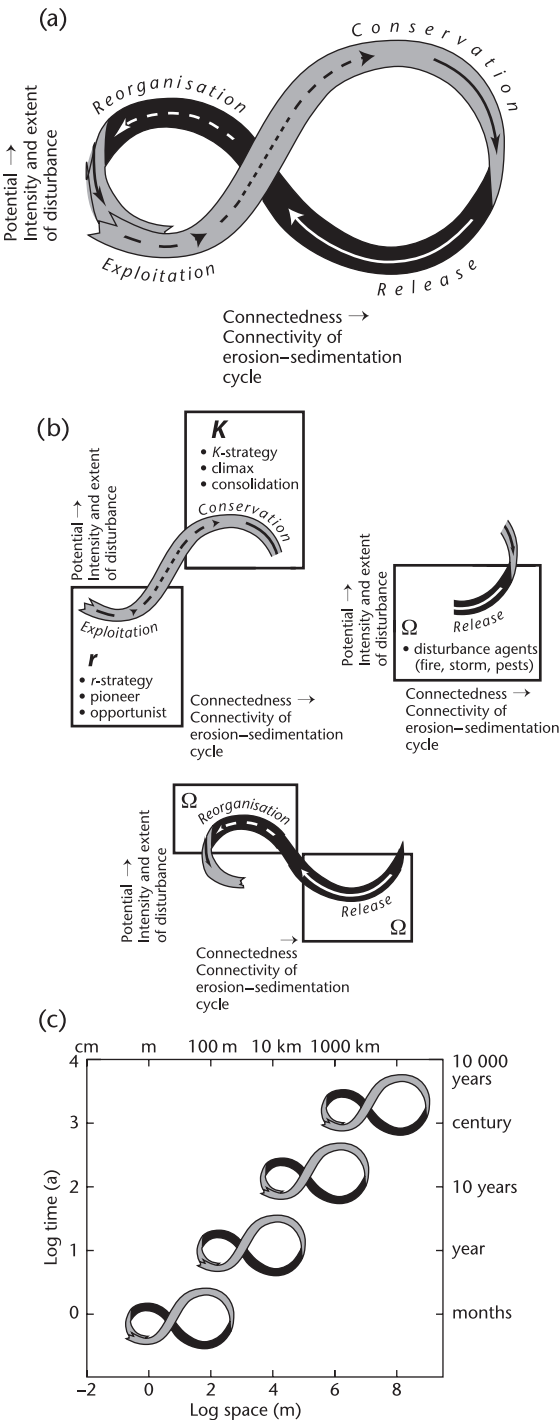 (a)
Conservation
Reorganisation
Potential →
Intensity and extent
of disturbance
Exploitation
Release
Connectedness →
Connectivity of
erosion–sedimentation
cycle
(b)
K
• K-strategy
• climax
• consolidation
Conservation
Potential →
Intensity and extent
of disturbance
Exploitation
r
• r-strategy
• pioneer
• opportunist
Connectedness →
Connectivity of
erosion–sedimentation
cycle
Potential →
Intensity and extent
of disturbance
Release
Ω
• disturbance agents
(fire, storm, pests)
Connectedness →
Connectivity of
erosion–sedimentation
cycle
Ω
Reorganisation
Potential →
Intensity and extent
of disturbance
Release
Ω
Connectedness →
Connectivity of
erosion–sedimentation
cycle
(c)
cm m 100 m 10 km 1000 km
4
3
2
1
0
Log time (a)
10 000
years
century
10 years
year
months
−2 0 2 4 6 8
Log space (m)